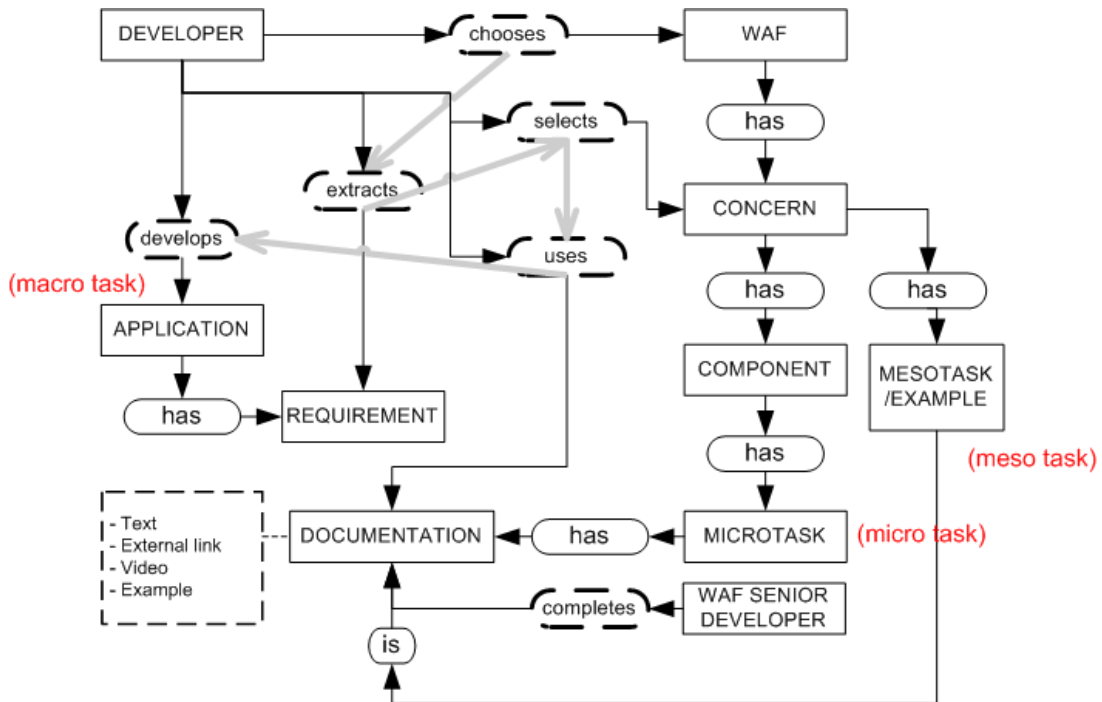 DEVELOPER
chooses
WAF
has
selects
extracts
CONCERN
develops
uses
(macro task)
has
has
APPLICATION
COMPONENT
MESOTASK
/EXAMPLE
has
REQUIREMENT
has
(meso task)
- Text
- External link
- Video
- Example
DOCUMENTATION
has
MICROTASK
(micro task)
completes
WAF SENIOR
DEVELOPER
is